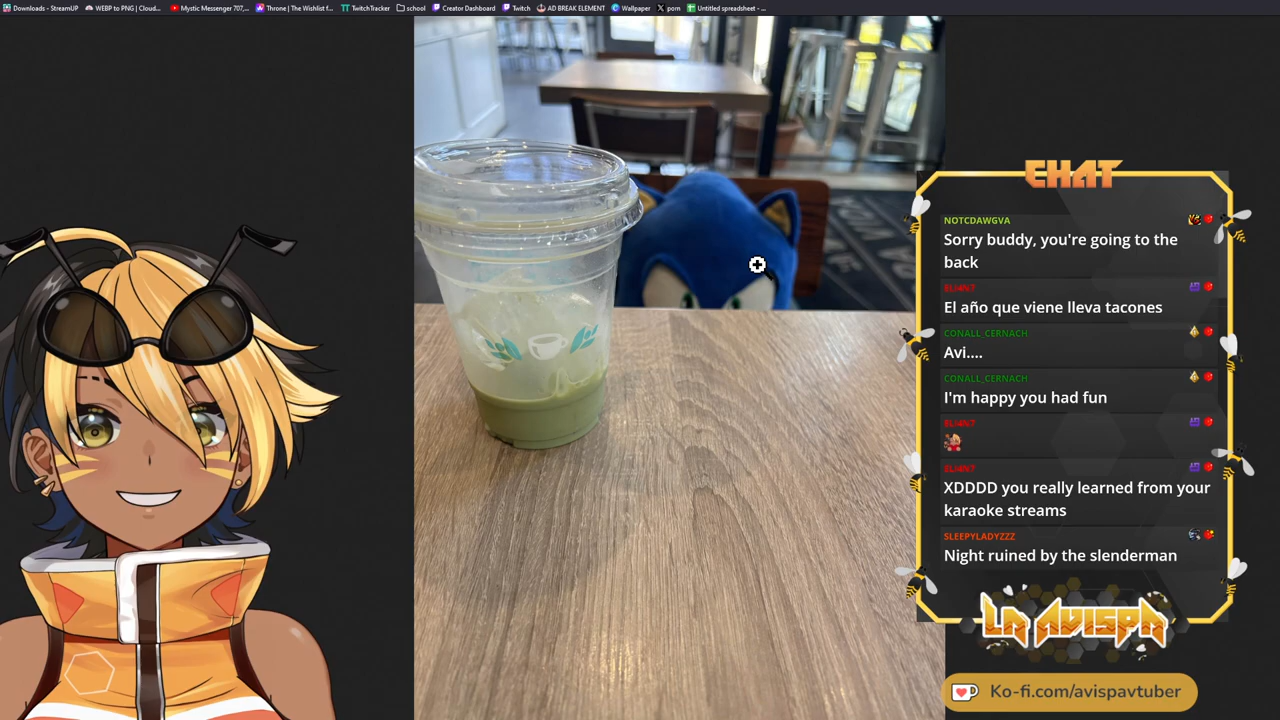 Downloads - StreamUP
WEBP to PNG | Cloud...
Mystic Messenger 707,...
Throne | The Wishlist f...
TwitchTracker
school
Creator Dashboard
Twitch
AD BREAK ELEMENT
Wallpaper
porn
Untitled spreadsheet - ...
CHAT
NOTCDAWGVA
Sorry buddy, you're going to the
back
El año que viene lleva tacones
CONALL_CERNACH
Avi....
CONALL_CERNACH
I'm happy you had fun
XDDDD you really learned from your
karaoke streams
SLEEPYLADYZZZ
Night ruined by the slenderman
LA AVISPA
Ko-fi.com/avispavtuber